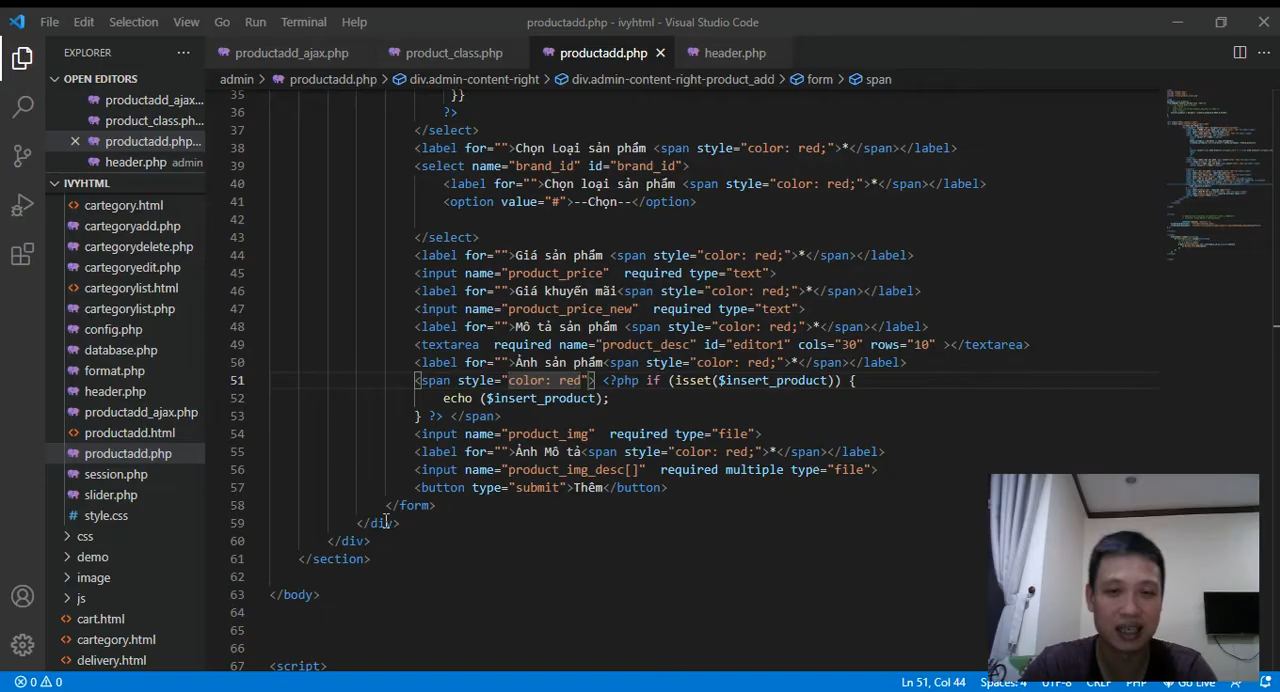 File Edit Selection View Go Run Terminal Help productadd.php - ivyhtml - Visual Studio Code
EXPLORER ··· productadd_ajax.php product_class.php productadd.php × header.php ···
OPEN EDITORS
productadd_ajax...
product_class.ph...
× productadd.php...
header.php admin
IVYHTML
cartegory.html
cartegoryadd.php
cartegorydelete.php
cartegoryedit.php
cartegorylist.html
cartegorylist.php
config.php
database.php
format.php
header.php
productadd_ajax.php
productadd.html
productadd.php
session.php
slider.php
# style.css
> css
> demo
> image
> js
cart.html
cartegory.html
delivery.html
admin > productadd.php > div.admin-content-right > div.admin-content-right-product_add > form > span
35 }}
36 ?>
37 </select>
38 <label for="">Chọn Loại sản phẩm <span style="color: red;">*</span></label>
39 <select name="brand_id" id="brand_id">
40 <label for="">Chọn loại sản phẩm <span style="color: red;">*</span></label>
41 <option value="#">--Chọn--</option>
42
43 </select>
44 <label for="">Giá sản phẩm <span style="color: red;">*</span></label>
45 <input name="product_price" required type="text">
46 <label for="">Giá khuyến mãi<span style="color: red;">*</span></label>
47 <input name="product_price_new" required type="text">
48 <label for="">Mô tả sản phẩm <span style="color: red;">*</span></label>
49 <textarea required name="product_desc" id="editor1" cols="30" rows="10" ></textarea>
50 <label for="">Ảnh sản phẩm<span style="color: red;">*</span></label>
51 <span style="color: red"> <?php if (isset($insert_product)) {
52 echo ($insert_product);
53 } ?> </span>
54 <input name="product_img" required type="file">
55 <label for="">Ảnh Mô tả<span style="color: red;">*</span></label>
56 <input name="product_img_desc[]" required multiple type="file">
57 <button type="submit">Thêm</button>
58 </form>
59 </div>
60 </div>
61 </section>
62
63 </body>
64
65
66
67 <script>
0 0 Ln 51, Col 44 Spaces: 4 UTF-8 CRLF PHP Go Live